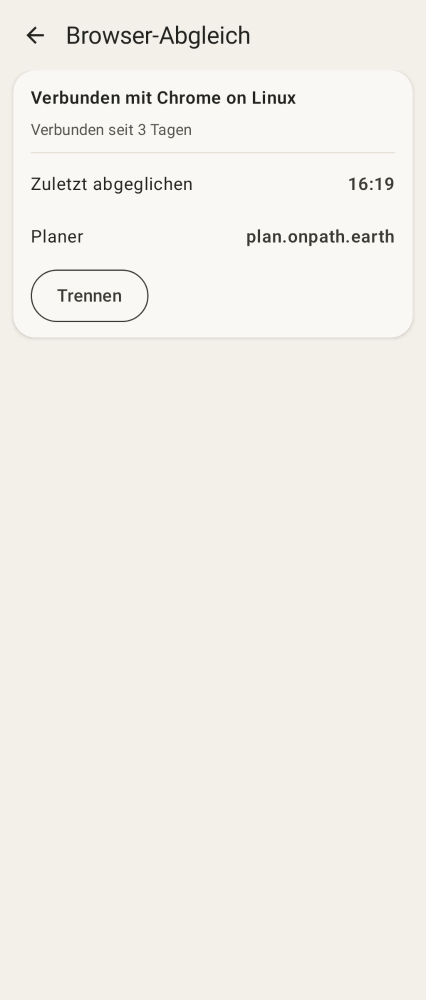 Browser-Abgleich
Verbunden mit Chrome on Linux
Verbunden seit 3 Tagen
Zuletzt abgeglichen 16:19
Planer plan.onpath.earth
Trennen